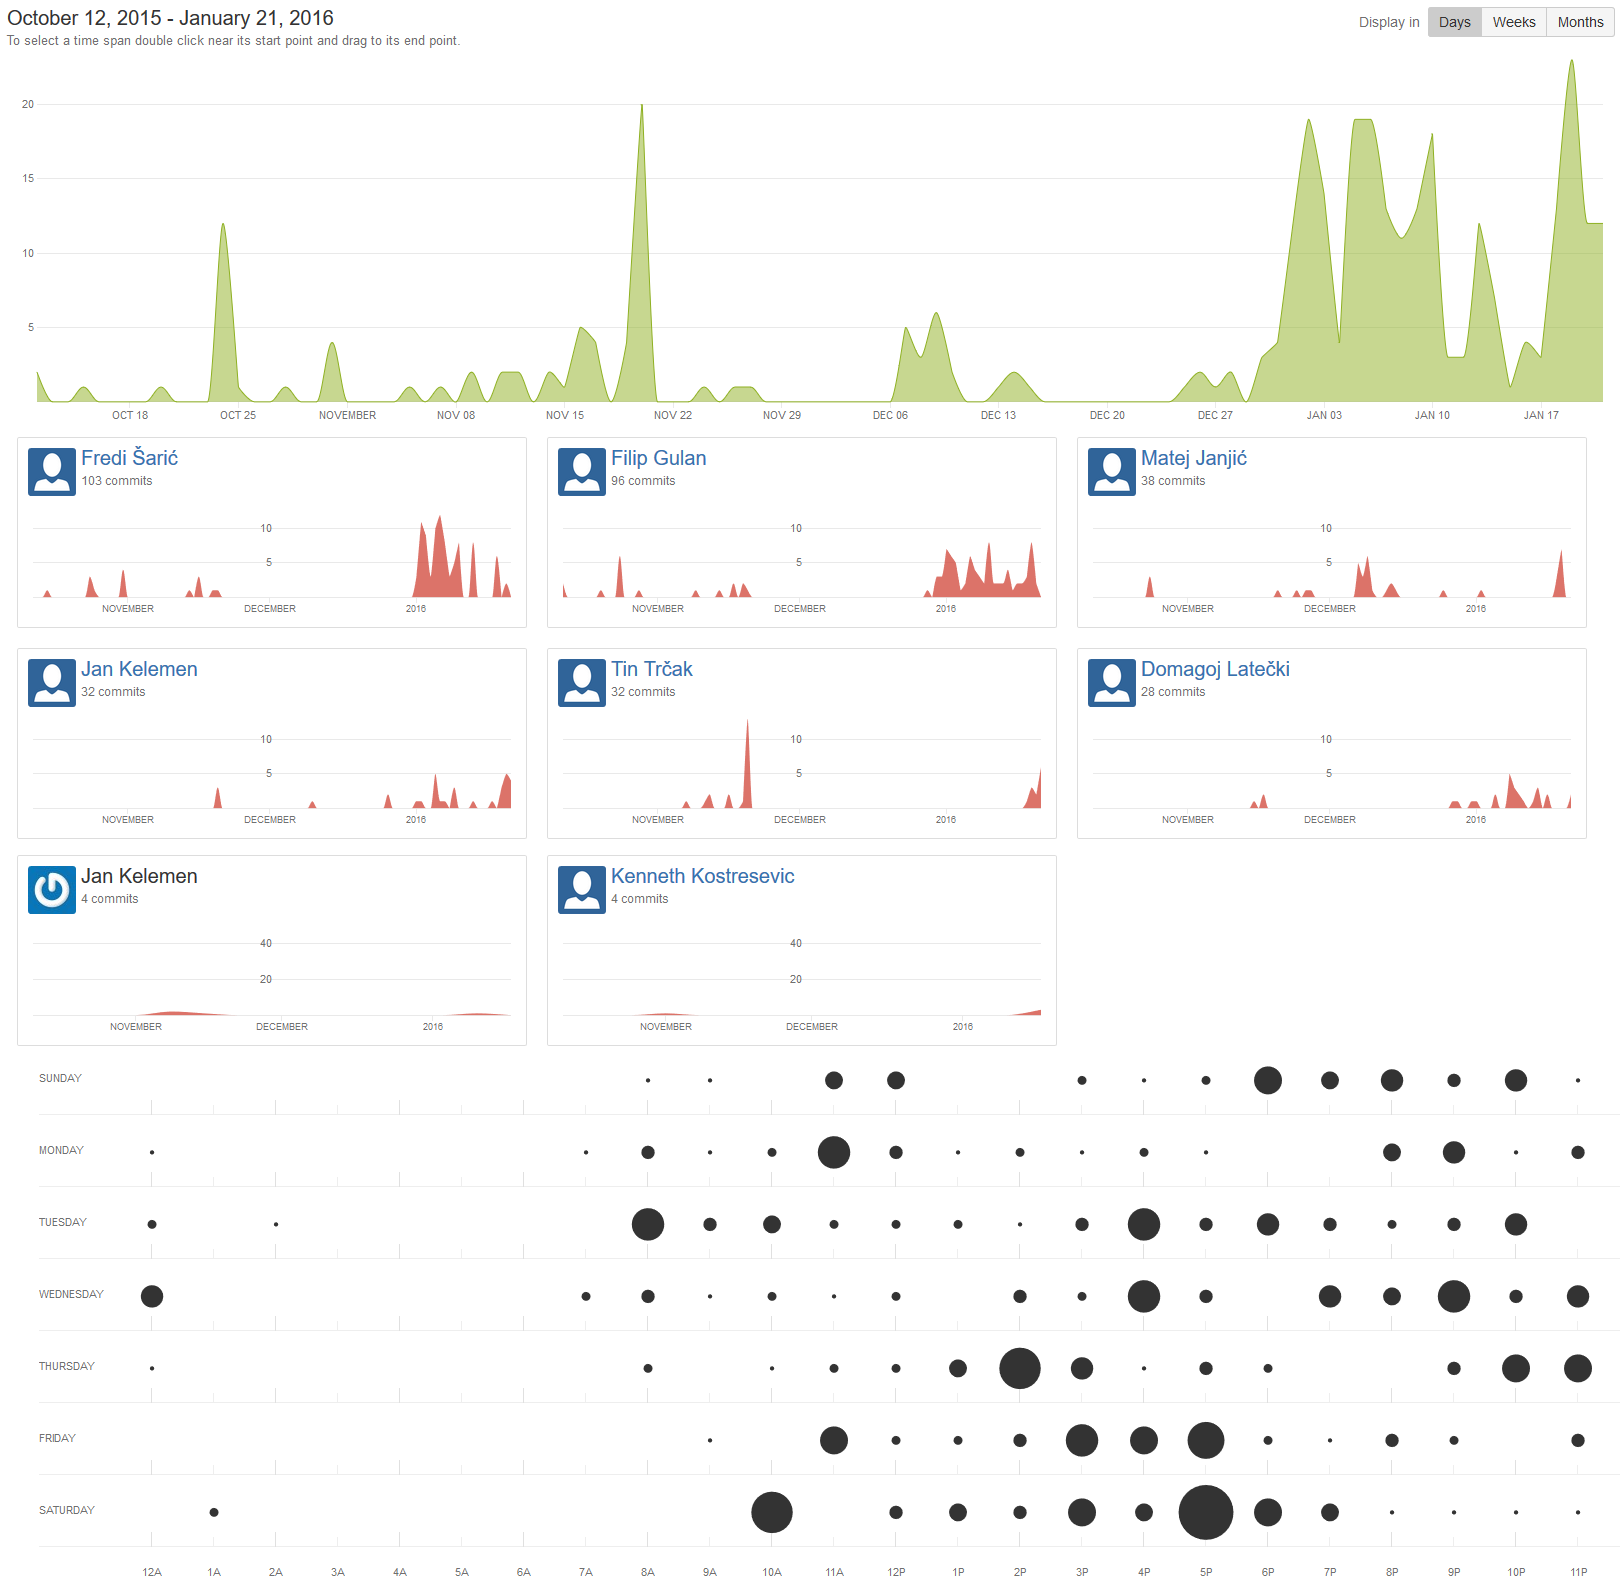 October 12, 2015 - January 21, 2016
Display in Days Weeks Months
To select a time span double click near its start point and drag to its end point.
20
15
10
5
OCT 18 OCT 25 NOVEMBER NOV 08 NOV 15 NOV 22 NOV 29 DEC 06 DEC 13 DEC 20 DEC 27 JAN 03 JAN 10 JAN 17
Fredi Šarić
103 commits
10
5
NOVEMBER DECEMBER 2016
Filip Gulan
96 commits
10
5
NOVEMBER DECEMBER 2016
Matej Janjić
38 commits
10
5
NOVEMBER DECEMBER 2016
Jan Kelemen
32 commits
10
5
NOVEMBER DECEMBER 2016
Tin Trčak
32 commits
10
5
NOVEMBER DECEMBER 2016
Domagoj Latečki
28 commits
10
5
NOVEMBER DECEMBER 2016
Jan Kelemen
4 commits
40
20
NOVEMBER DECEMBER 2016
Kenneth Kostresevic
4 commits
40
20
NOVEMBER DECEMBER 2016
SUNDAY
MONDAY
TUESDAY
WEDNESDAY
THURSDAY
FRIDAY
SATURDAY
12A 1A 2A 3A 4A 5A 6A 7A 8A 9A 10A 11A 12P 1P 2P 3P 4P 5P 6P 7P 8P 9P 10P 11P